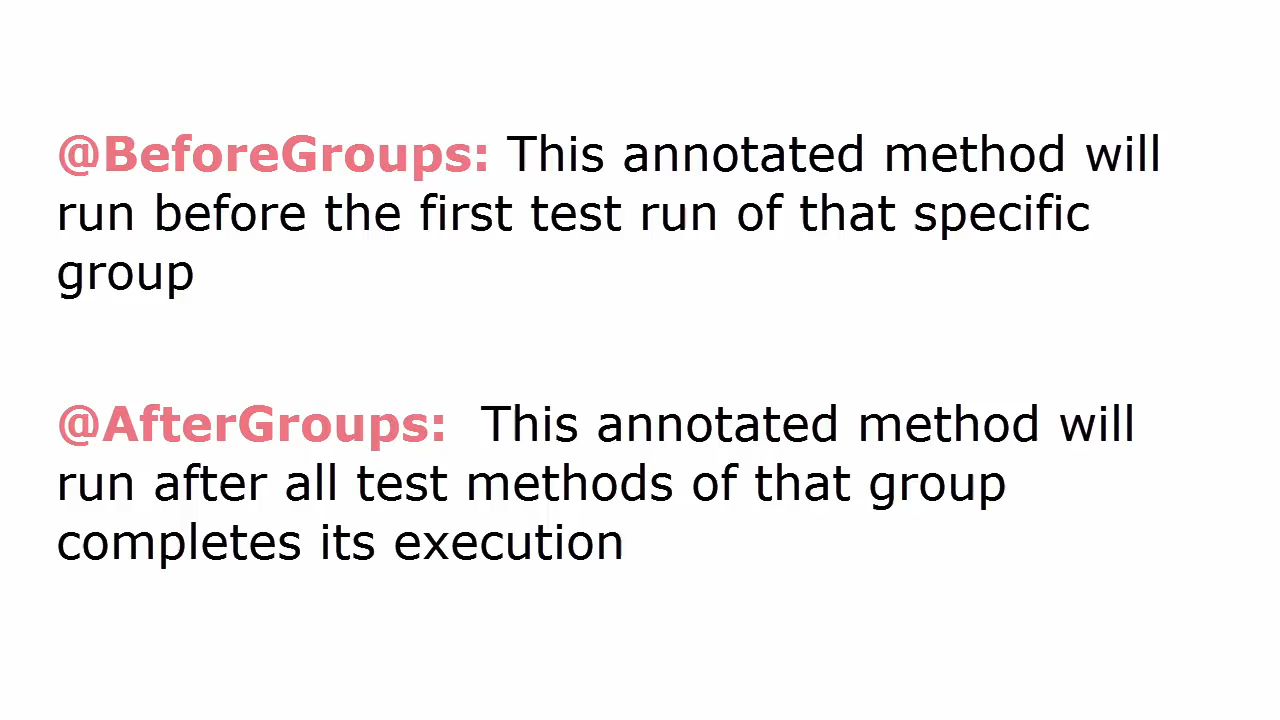 @BeforeGroups: This annotated method will
run before the first test run of that specific
group
@AfterGroups:  This annotated method will
run after all test methods of that group
completes its execution